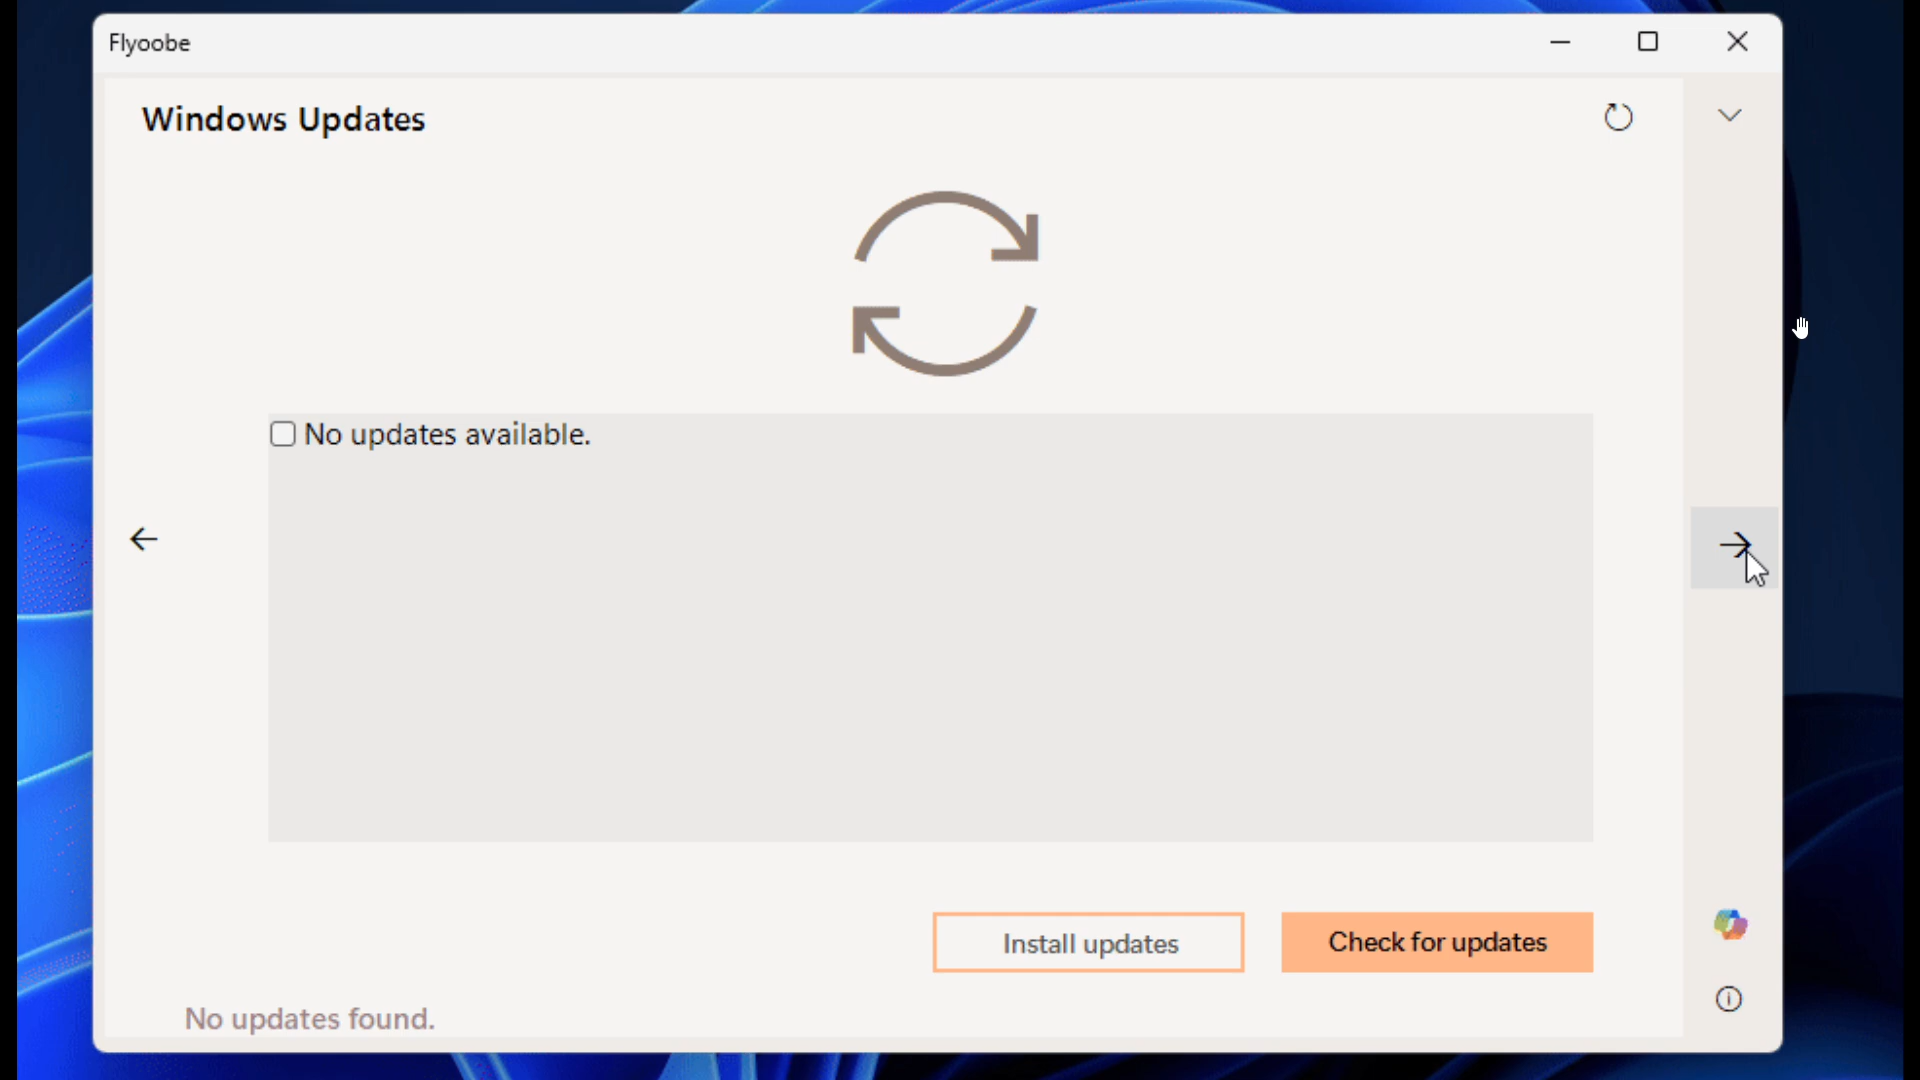 Flyoobe
Windows Updates
No updates available.
Install updates
Check for updates
No updates found.